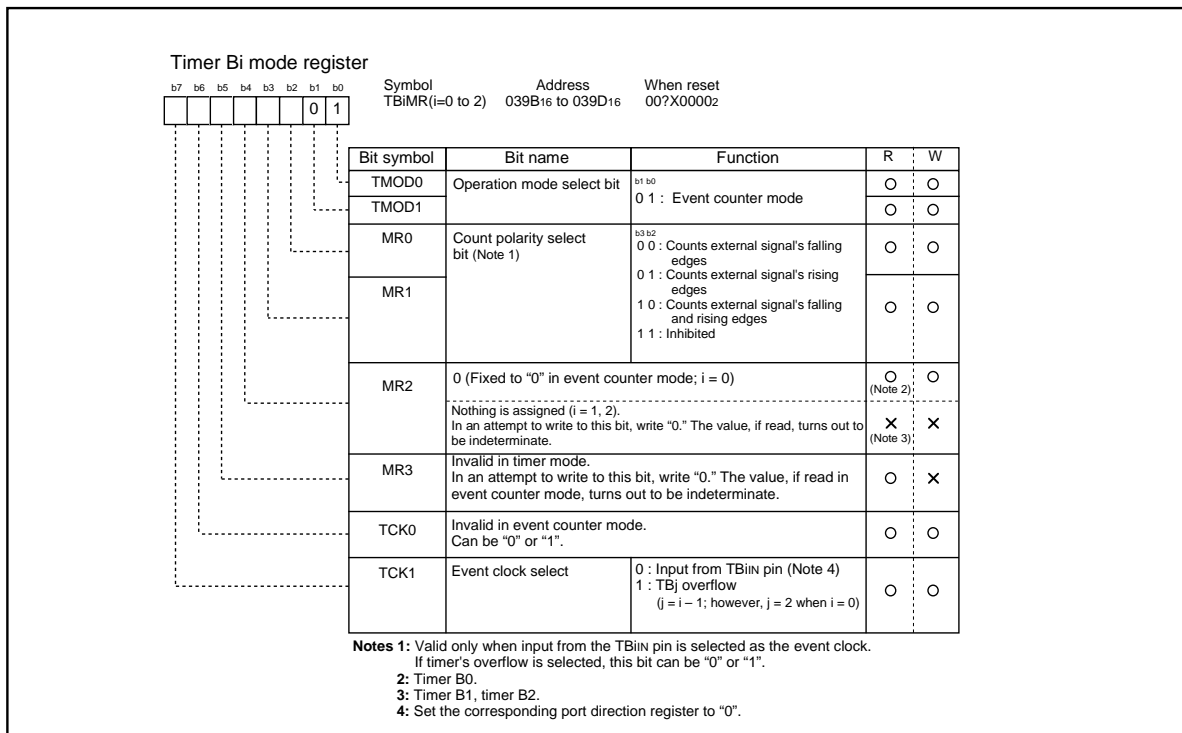 Timer Bi mode register
b7 b6 b5 b4 b3 b2 b1 b0
0 1
Symbol Address When reset
TBiMR(i=0 to 2) 039B16 to 039D16 00?X00002
Bit symbol Bit name Function R W
TMOD0 Operation mode select bit b1 b0
0 1 : Event counter mode
TMOD1
MR0 Count polarity select
bit (Note 1)
b3 b2
0 0 : Counts external signal's falling
edges
0 1 : Counts external signal's rising
edges
MR1
1 0 : Counts external signal's falling
and rising edges
1 1 : Inhibited
MR2 0 (Fixed to “0” in event counter mode; i = 0)
(Note 2)
Nothing is assigned (i = 1, 2).
In an attempt to write to this bit, write “0.” The value, if read, turns out to
be indeterminate.
(Note 3)
MR3 Invalid in timer mode.
In an attempt to write to this bit, write “0.” The value, if read in
event counter mode, turns out to be indeterminate.
TCK0 Invalid in event counter mode.
Can be “0” or “1”.
TCK1 Event clock select 0 : Input from TBiIN pin (Note 4)
1 : TBj overflow
(j = i – 1; however, j = 2 when i = 0)
Notes 1: Valid only when input from the TBiIN pin is selected as the event clock.
If timer's overflow is selected, this bit can be “0” or “1”.
2: Timer B0.
3: Timer B1, timer B2.
4: Set the corresponding port direction register to “0”.